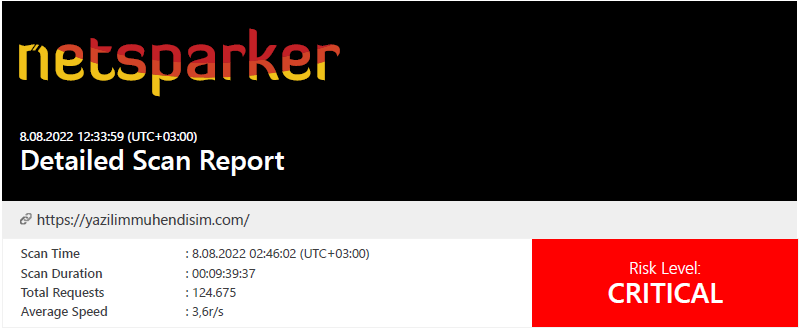 netsparker
8.08.2022 12:33:59 (UTC+03:00)
Detailed Scan Report
https://yazilimmuhendisim.com/
Scan Time : 8.08.2022 02:46:02 (UTC+03:00)
Scan Duration : 00:09:39:37
Total Requests : 124.675
Average Speed : 3,6r/s
Risk Level:
CRITICAL